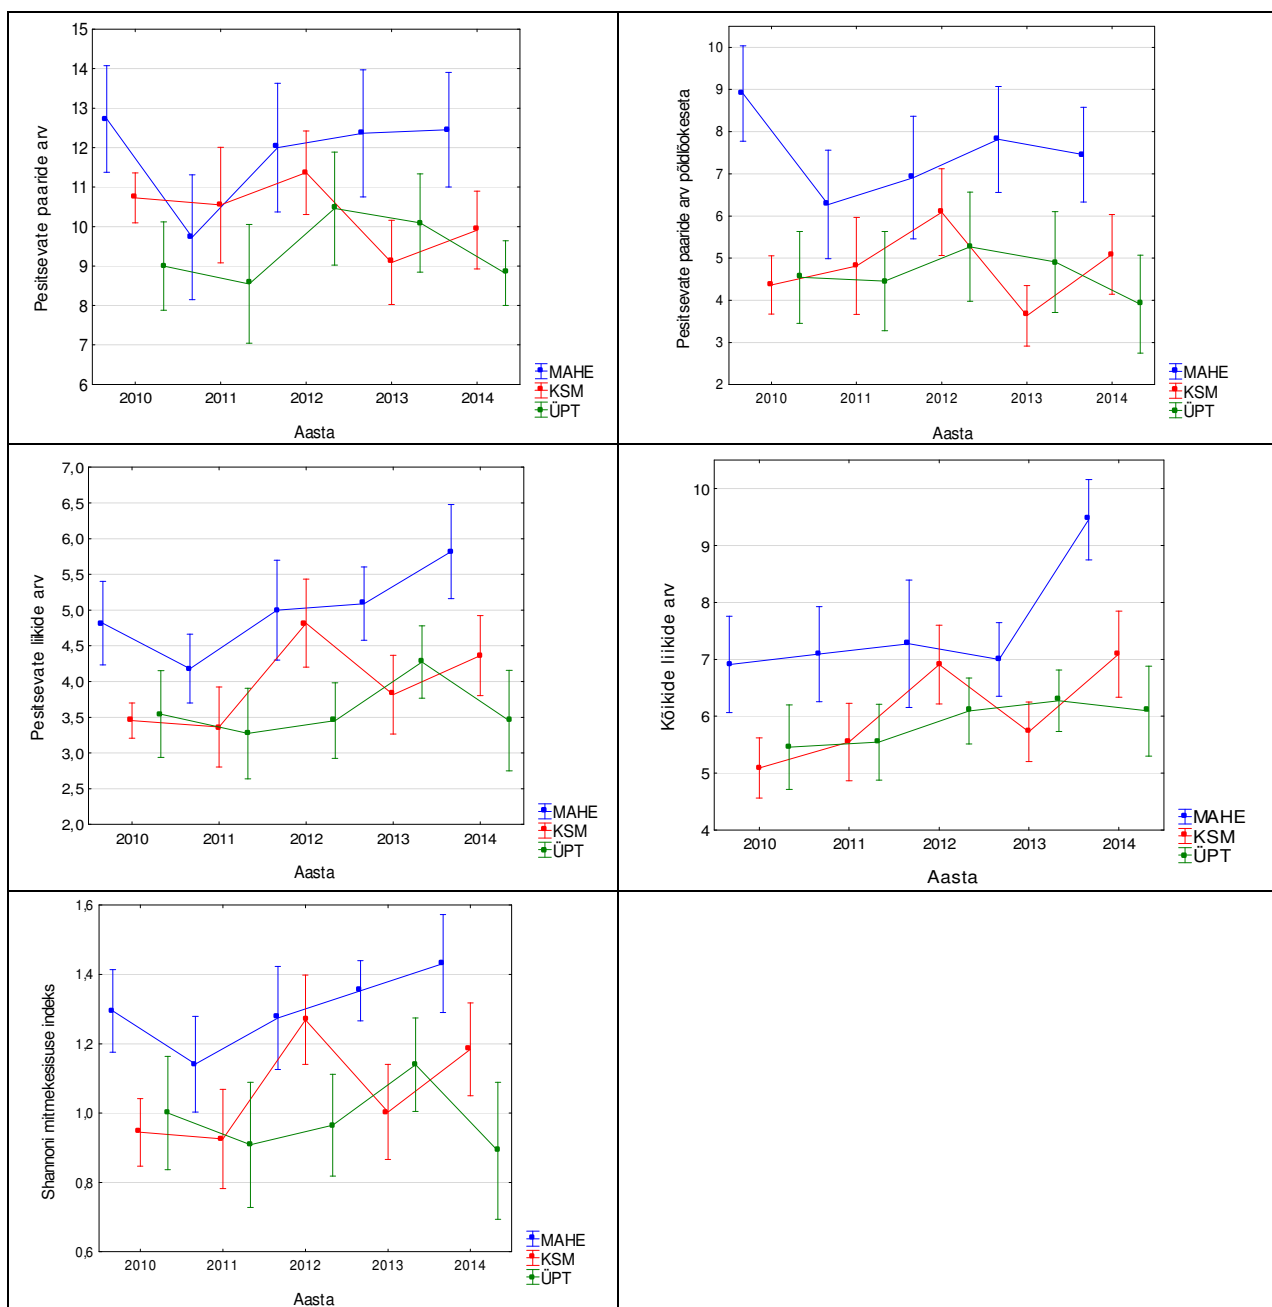 Pesitsevate paaride arv
15
14
13
12
11
10
9
8
7
6
2010 2011 2012 2013 2014
Aasta
MAHE
KSM
ÜPT
Pesitsevate paaride arv põldlõokeseta
10
9
8
7
6
5
4
3
2
2010 2011 2012 2013 2014
Aasta
MAHE
KSM
ÜPT
Pesitsevate liikide arv
7,0
6,5
6,0
5,5
5,0
4,5
4,0
3,5
3,0
2,5
2,0
2010 2011 2012 2013 2014
Aasta
MAHE
KSM
ÜPT
Kõikide liikide arv
10
9
8
7
6
5
4
2010 2011 2012 2013 2014
Aasta
MAHE
KSM
ÜPT
Shannoni mitmekesisuse indeks
1,6
1,4
1,2
1,0
0,8
0,6
2010 2011 2012 2013 2014
Aasta
MAHE
KSM
ÜPT